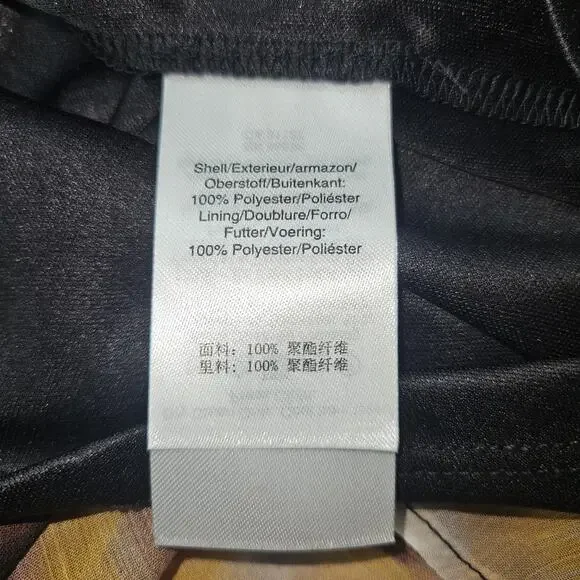 Shell/Exterieur/armazon/
Oberstoff/Buitenkant:
100% Polyester/Poliéster
Lining/Doublure/Forro/
Futter/Voering:
100% Polyester/Poliéster
面料: 100% 聚酯纤维
里料: 100% 聚酯纤维